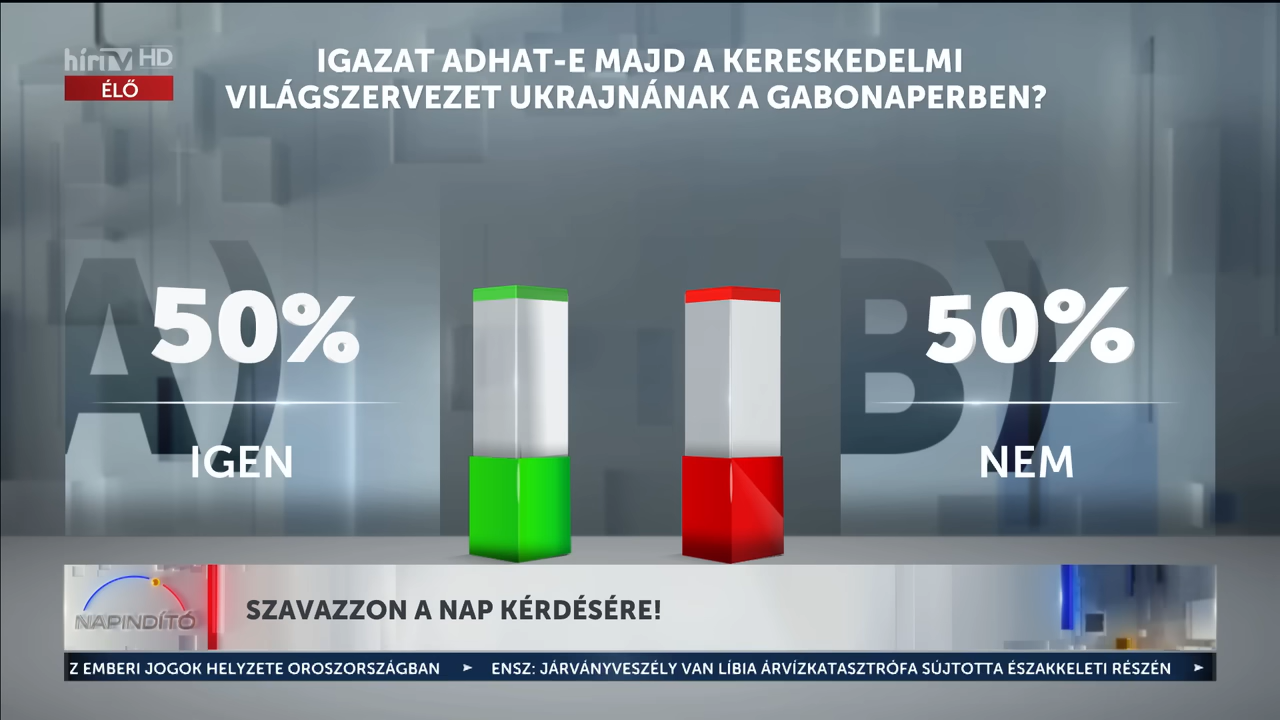 hírTV HD
ÉLŐ
IGAZAT ADHAT-E MAJD A KERESKEDELMI
VILÁGSZERVEZET UKRAJNÁNAK A GABONAPERBEN?
A)
50%
IGEN
B)
50%
NEM
NAPINDÍTÓ
SZAVAZZON A NAP KÉRDÉSÉRE!
Z EMBERI JOGOK HELYZETE OROSZORSZÁGBAN ► ENSZ: JÁRVÁNYVESZÉLY VAN LÍBIA ÁRVÍZKATASZTRÓFA SÚJTOTTA ÉSZAKKELETI RÉSZÉN ►